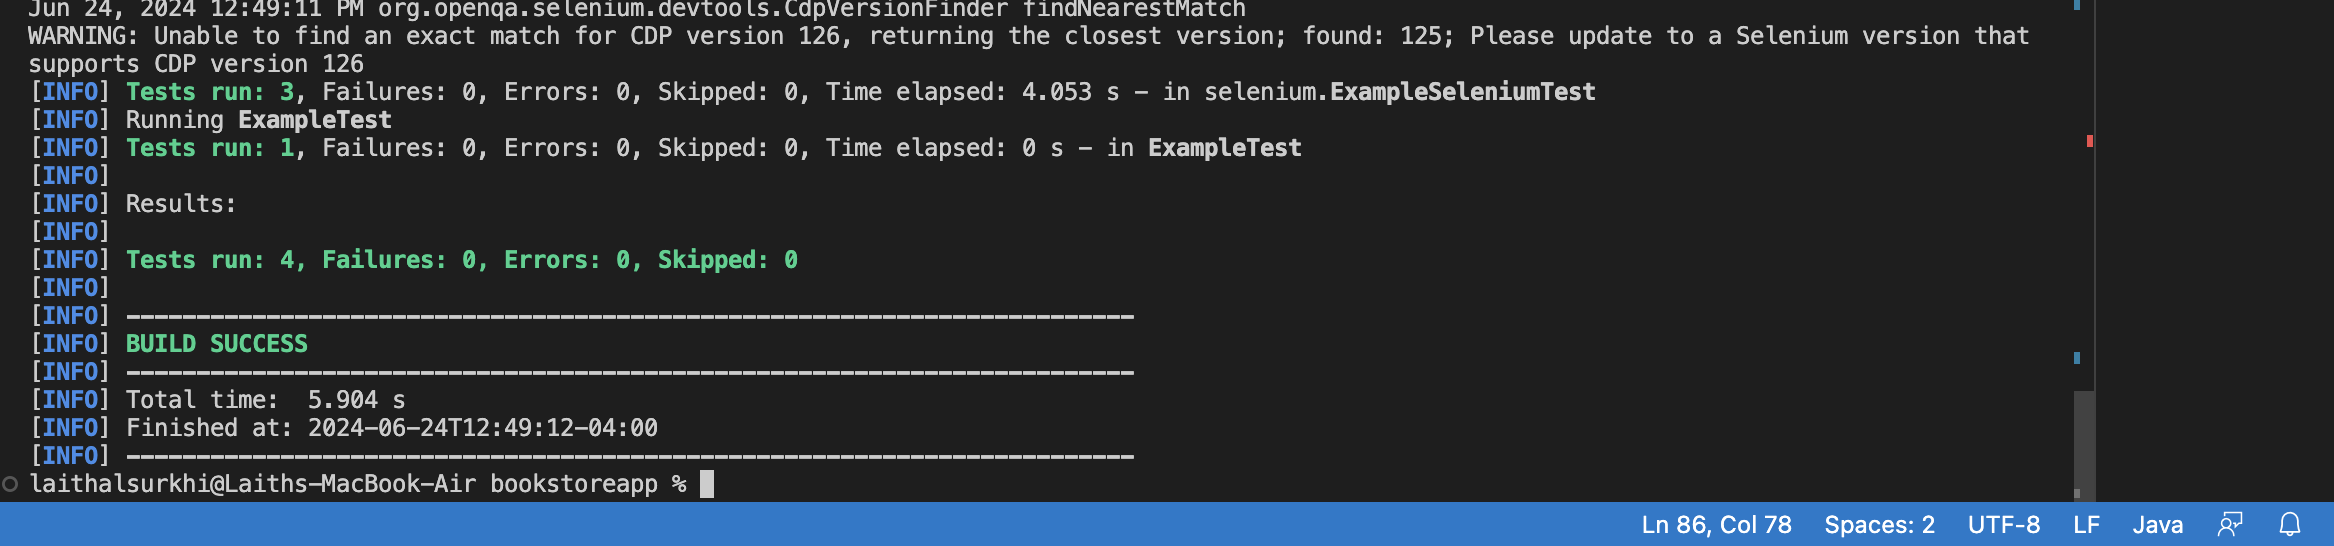 Jun 24, 2024 12:49:11 PM org.openqa.selenium.devtools.CdpVersionFinder findNearestMatch
WARNING: Unable to find an exact match for CDP version 126, returning the closest version; found: 125; Please update to a Selenium version that
supports CDP version 126
[INFO] Tests run: 3, Failures: 0, Errors: 0, Skipped: 0, Time elapsed: 4.053 s - in selenium.ExampleSeleniumTest
[INFO] Running ExampleTest
[INFO] Tests run: 1, Failures: 0, Errors: 0, Skipped: 0, Time elapsed: 0 s - in ExampleTest
[INFO]
[INFO] Results:
[INFO]
[INFO] Tests run: 4, Failures: 0, Errors: 0, Skipped: 0
[INFO]
[INFO] ------------------------------------------------------------------------
[INFO] BUILD SUCCESS
[INFO] ------------------------------------------------------------------------
[INFO] Total time:  5.904 s
[INFO] Finished at: 2024-06-24T12:49:12-04:00
[INFO] ------------------------------------------------------------------------
laithalsurkhi@Laiths-MacBook-Air bookstoreapp %
Ln 86, Col 78 Spaces: 2 UTF-8 LF Java